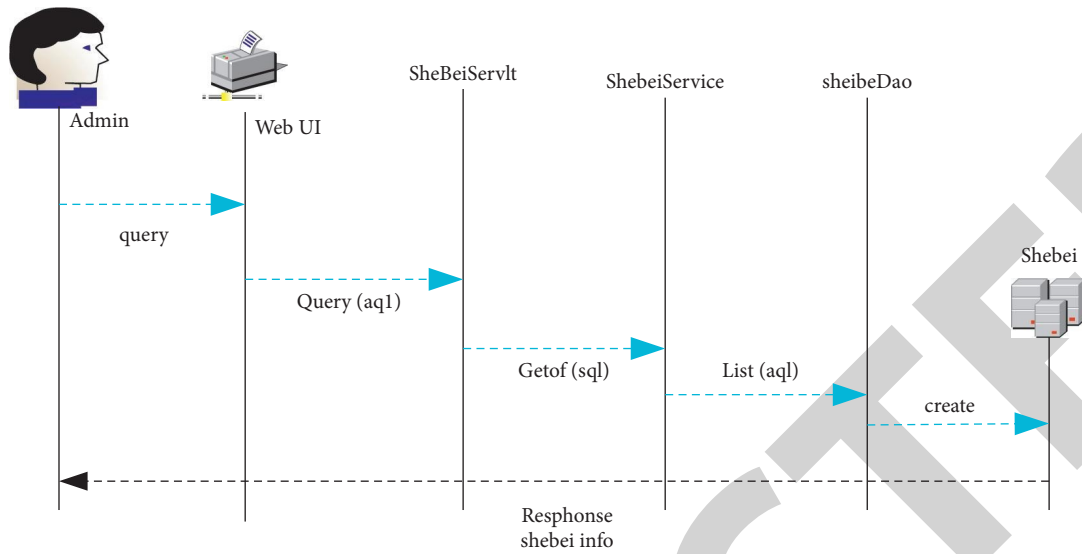 SheBeiServlt
ShebeiService
sheibeDao
Admin
Web UI
query
Shebei
Query (aq1)
Getof (sql)
List (aql)
create
Resphonse
shebei info